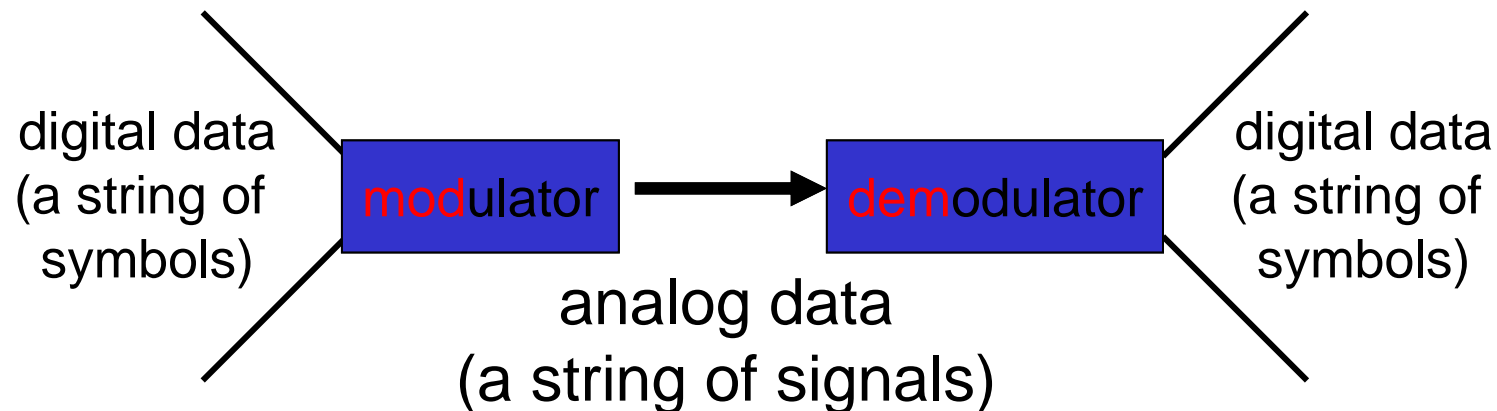 digital data
(a string of
symbols)
modulator
demodulator
analog data
(a string of signals)
digital data
(a string of
symbols)